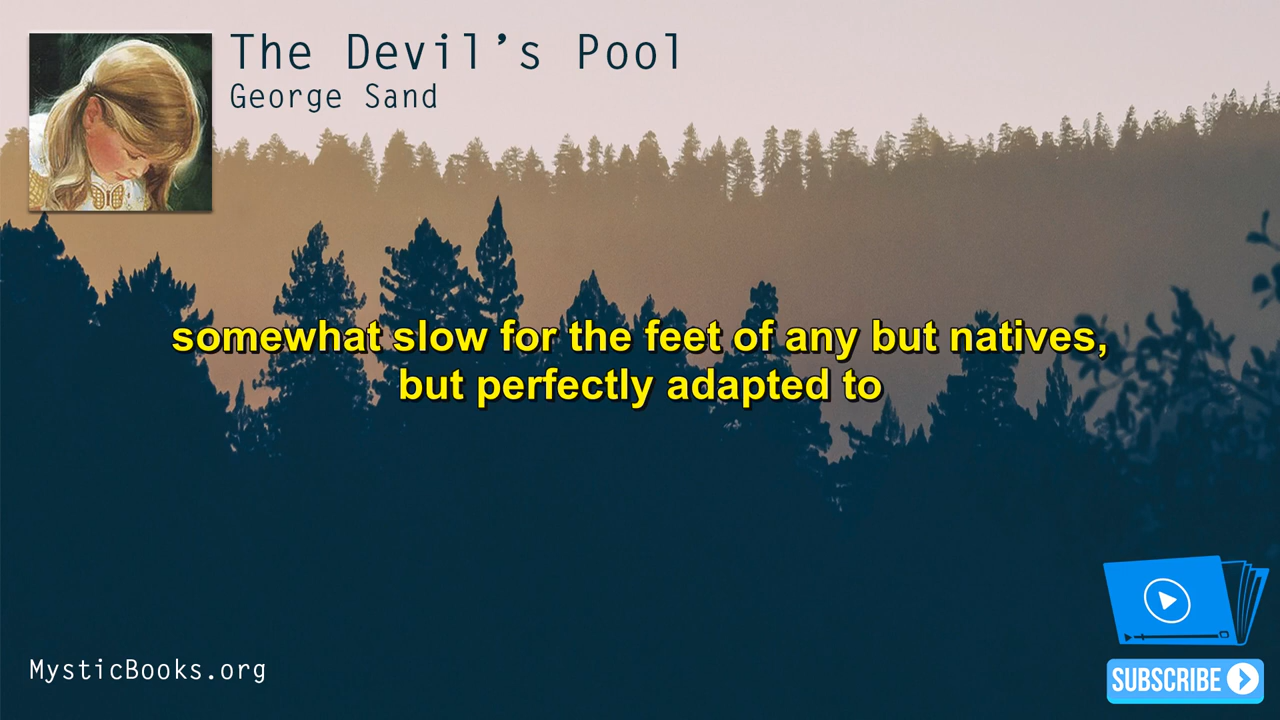 The Devil’s Pool
George Sand
somewhat slow for the feet of any but natives,
but perfectly adapted to
MysticBooks.org
SUBSCRIBE